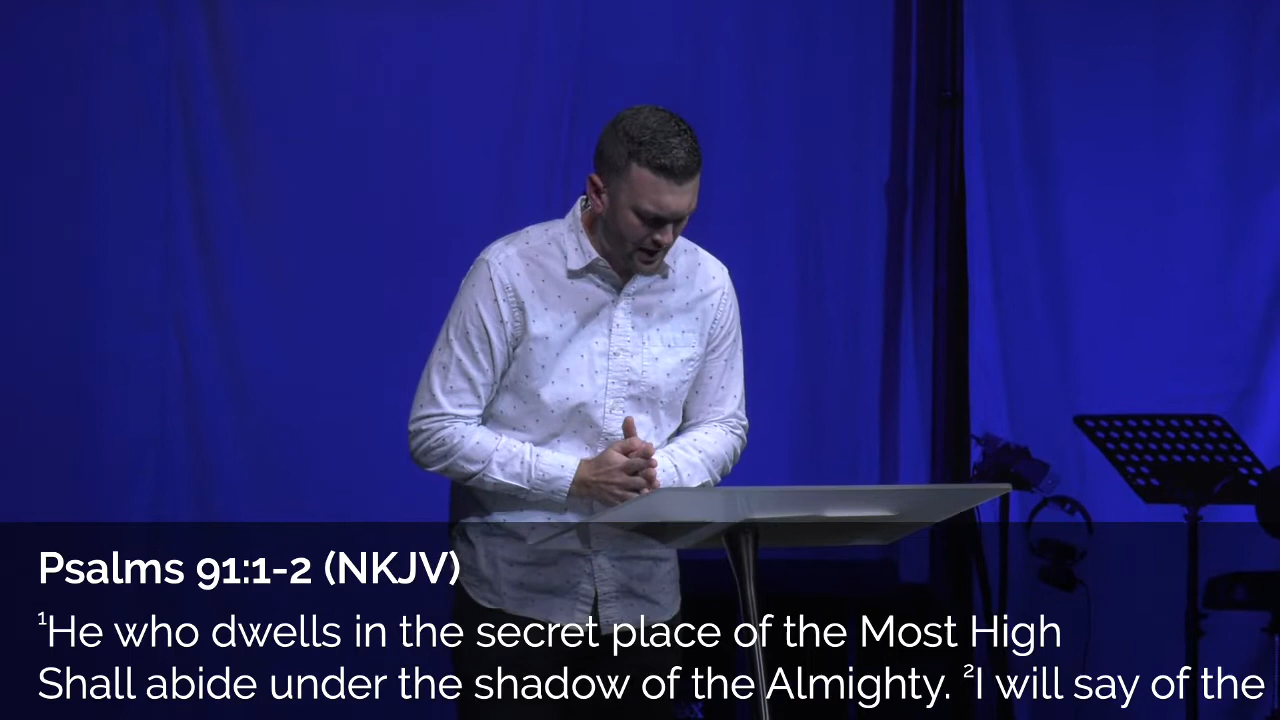 Psalms 91:1-2 (NKJV)
¹He who dwells in the secret place of the Most High
Shall abide under the shadow of the Almighty. ²I will say of the